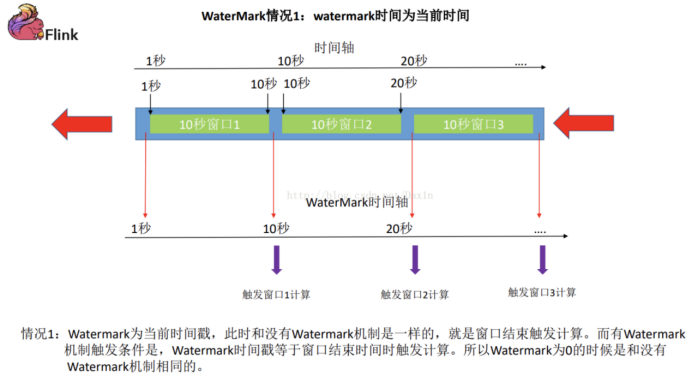 WaterMark情况1：watermark时间为当前时间
Flink
时间轴
1秒 10秒 20秒 ....
1秒 10秒 10秒 20秒
10秒窗口1 10秒窗口2 10秒窗口3
WaterMark时间轴
1秒 10秒 20秒 ....
触发窗口1计算 触发窗口2计算 触发窗口3计算
情况1：Watermark为当前时间戳，此时和没有Watermark机制是一样的，就是窗口结束触发计算。而有Watermark
机制触发条件是，Watermark时间戳等于窗口结束时间时触发计算。所以Watermark为0的时候是和没有
Watermark机制相同的。